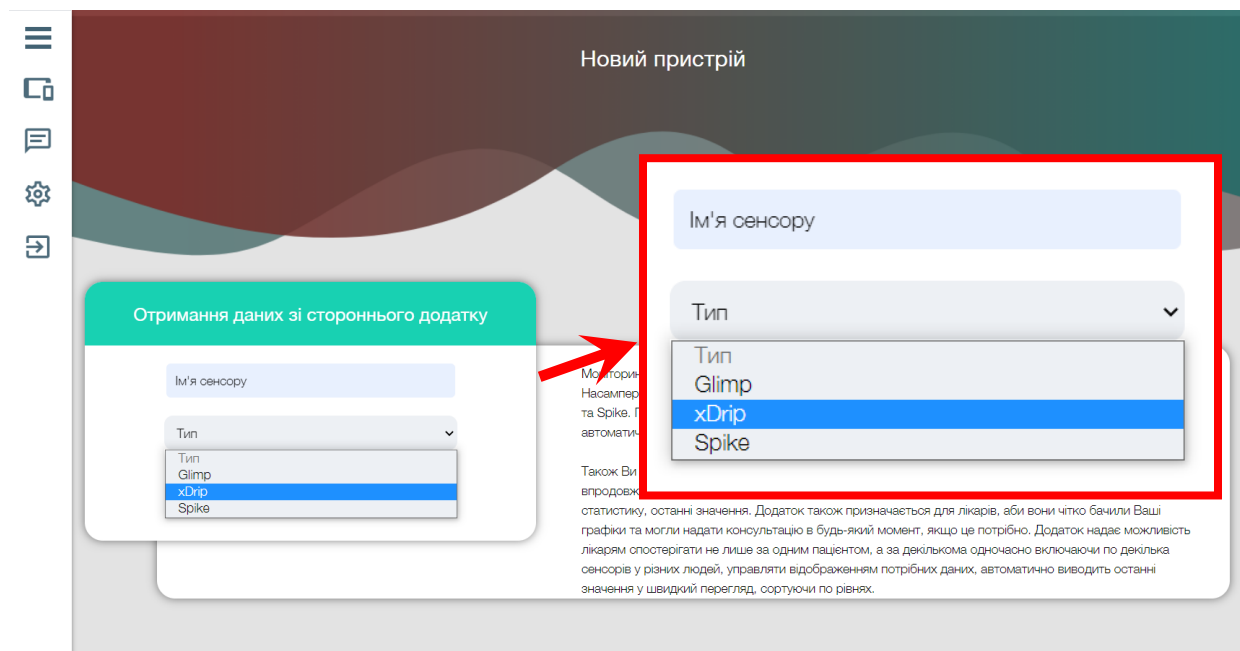 Новий пристрій
Отримання даних зі стороннього додатку
Ім'я сенсору
Тип
Тип
Glimp
xDrip
Spike
Ім'я сенсору
Тип
Тип
Glimp
xDrip
Spike
та Spike.
Також Ви
статистику, останні значення. Додаток також призначається для лікарів, аби вони чітко бачили Ваші
графіки та могли надати консультацію в будь-який момент, якщо це потрібно. Додаток надає можливість
лікарям спостерігати не лише за одним пацієнтом, а за декількома одночасно включаючи по декілька
сенсорів у різних людей, управляти відображенням потрібних даних, автоматично виводить останні
значення у швидкий перегляд, сортуючи по рівнях.